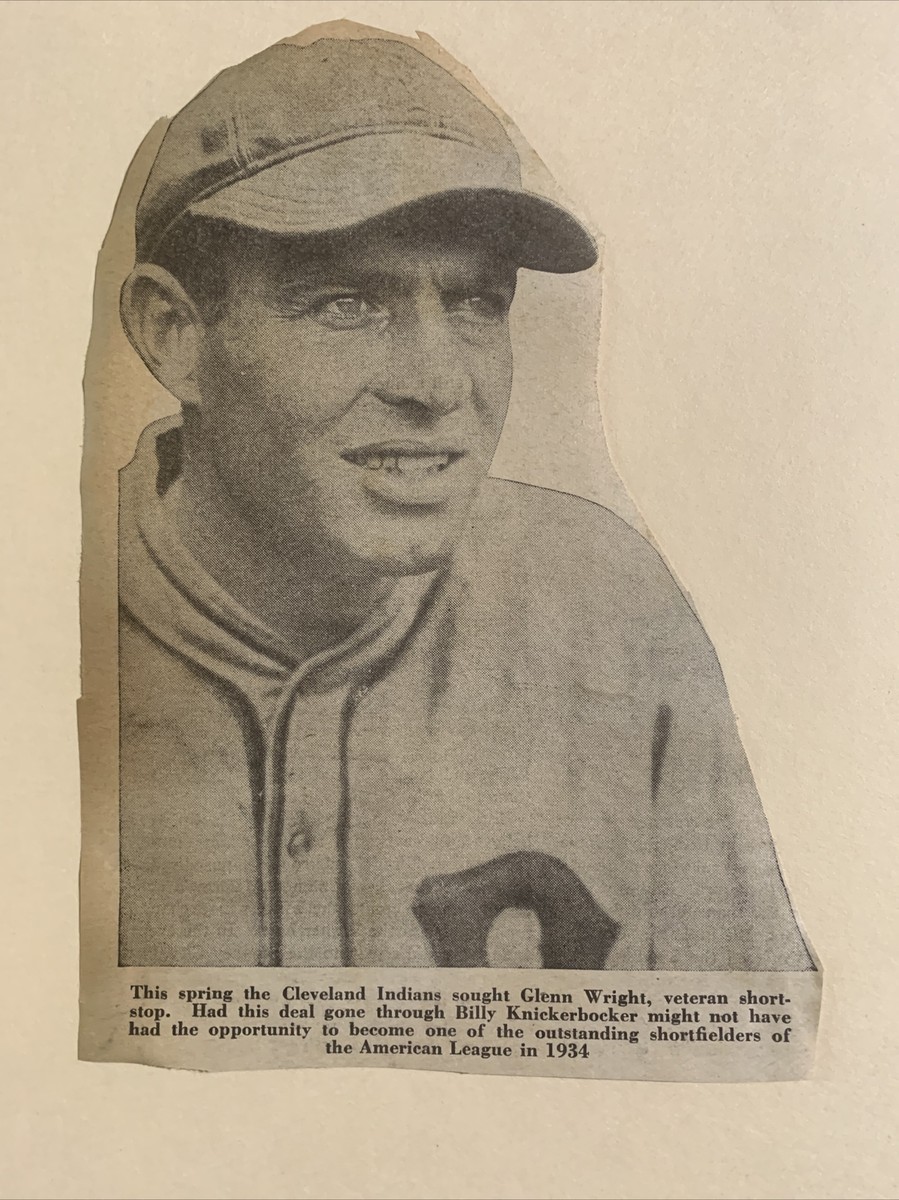 This spring the Cleveland Indians sought Glenn Wright, veteran short-
stop. Had this deal gone through Billy Knickerbocker might not have
had the opportunity to become one of the outstanding shortfielders of
the American League in 1934